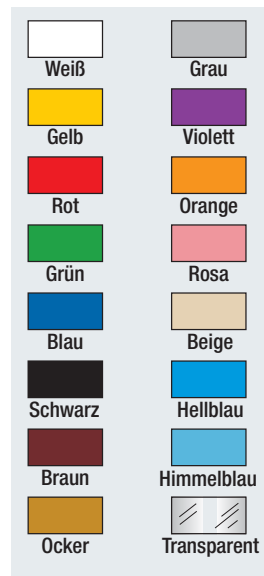 Weiß
Grau
Gelb
Violett
Rot
Orange
Grün
Rosa
Blau
Beige
Schwarz
Hellblau
Braun
Himmelblau
Ocker
Transparent